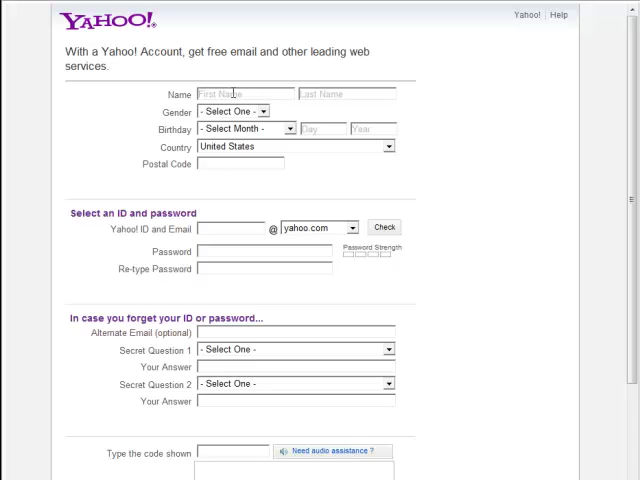 YAHOO!.
Yahoo! Help
With a Yahoo! Account, get free email and other leading web
services.
Name First Name Last Name
Gender - Select One -
Birthday - Select Month - Day Year
Country United States
Postal Code
Select an ID and password
Yahoo! ID and Email @ yahoo.com Check
Password Password Strength
Re-type Password
In case you forget your ID or password...
Alternate Email (optional)
Secret Question 1 - Select One -
Your Answer
Secret Question 2 - Select One -
Your Answer
Type the code shown Need audio assistance ?